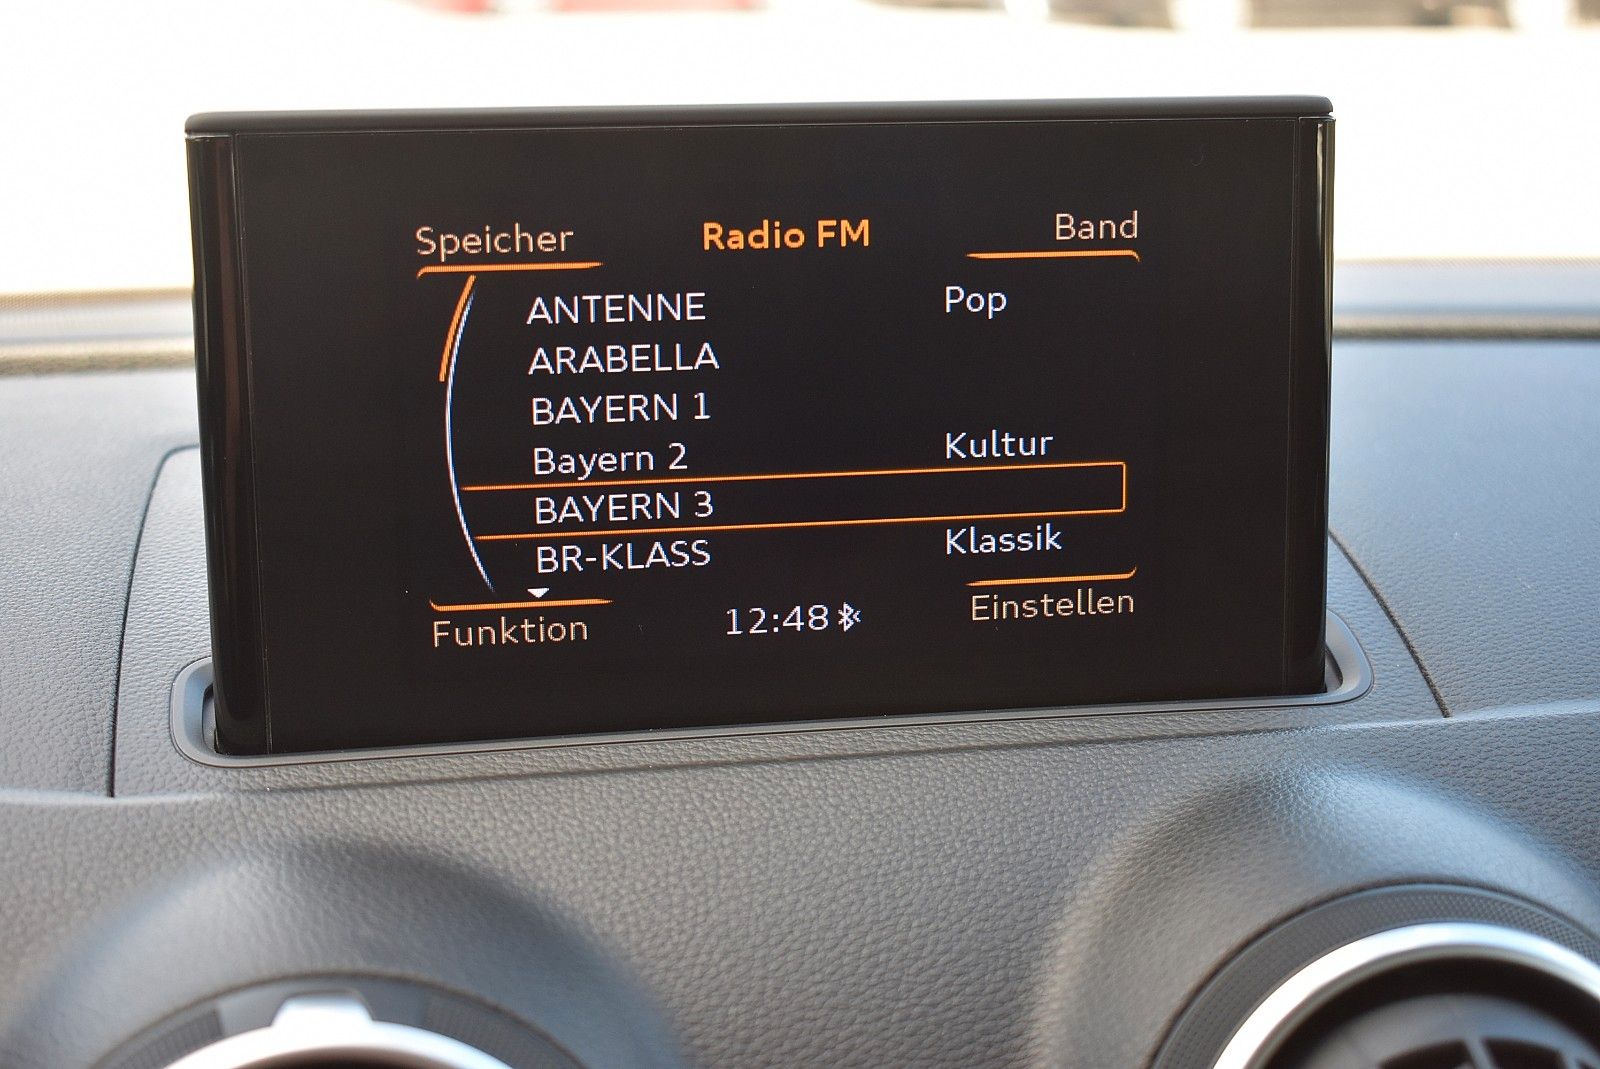 Speicher Radio FM Band
ANTENNE Pop
ARABELLA
BAYERN 1
Bayern 2 Kultur
BAYERN 3
BR-KLASS Klassik
Funktion 12:48 Einstellen